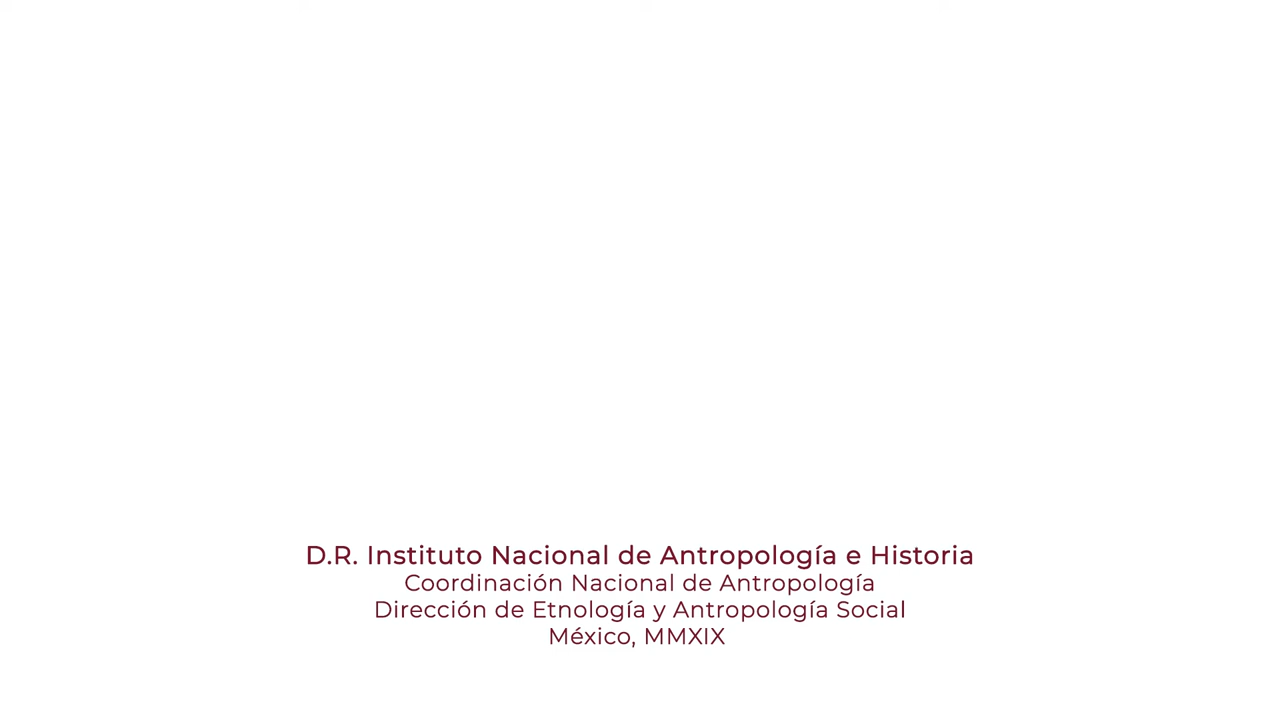 D.R. Instituto Nacional de Antropología e Historia
Coordinación Nacional de Antropología
Dirección de Etnología y Antropología Social
México, MMXIX